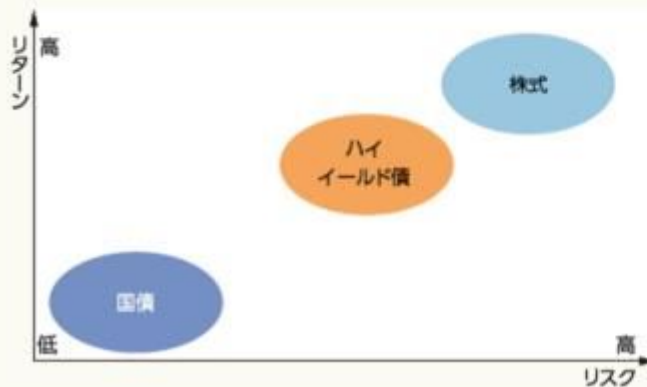 リターン
高
株式
ハイ
イールド債
国債
低
高
リスク